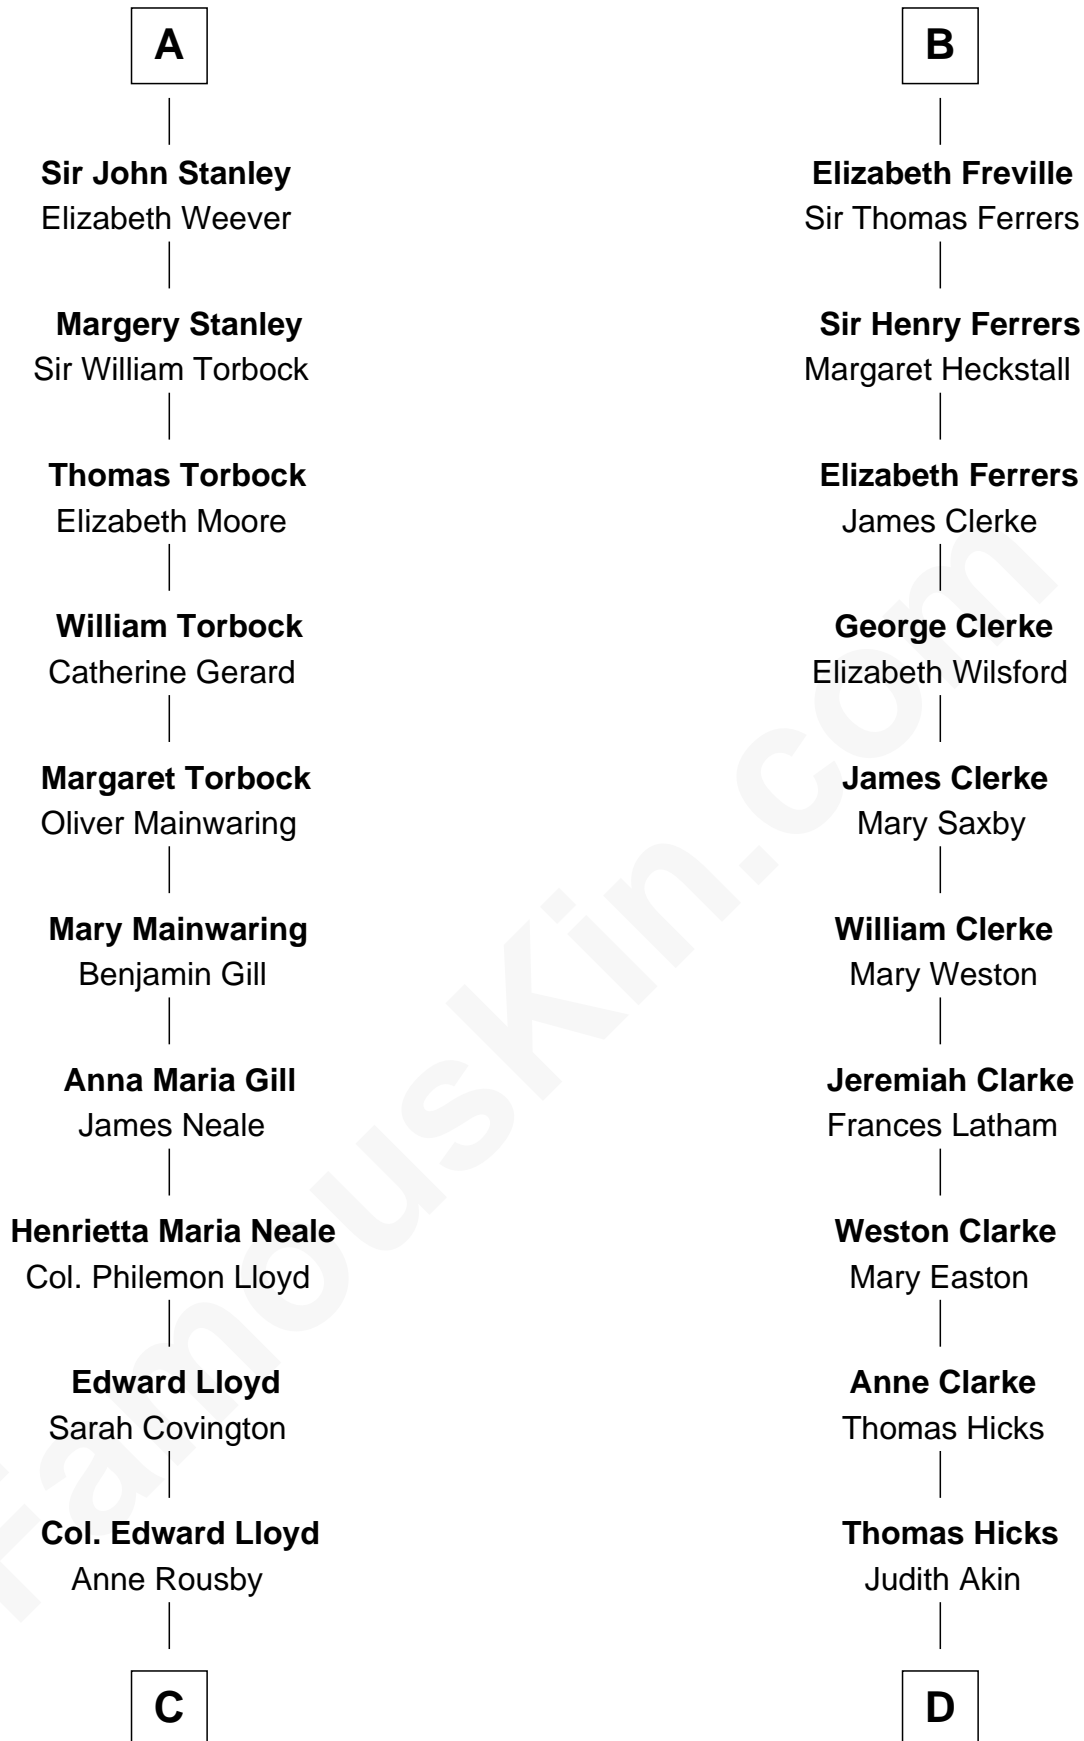 A
Sir John Stanley
Elizabeth Weever
Margery Stanley
Sir William Torbock
Thomas Torbock
Elizabeth Moore
William Torbock
Catherine Gerard
Margaret Torbock
Oliver Mainwaring
Mary Mainwaring
Benjamin Gill
Anna Maria Gill
James Neale
Henrietta Maria Neale
Col. Philemon Lloyd
Edward Lloyd
Sarah Covington
Col. Edward Lloyd
Anne Rousby
C
B
Elizabeth Freville
Sir Thomas Ferrers
Sir Henry Ferrers
Margaret Heckstall
Elizabeth Ferrers
James Clerke
George Clerke
Elizabeth Wilsford
James Clerke
Mary Saxby
William Clerke
Mary Weston
Jeremiah Clarke
Frances Latham
Weston Clarke
Mary Easton
Anne Clarke
Thomas Hicks
Thomas Hicks
Judith Akin
D
FamousKin.com